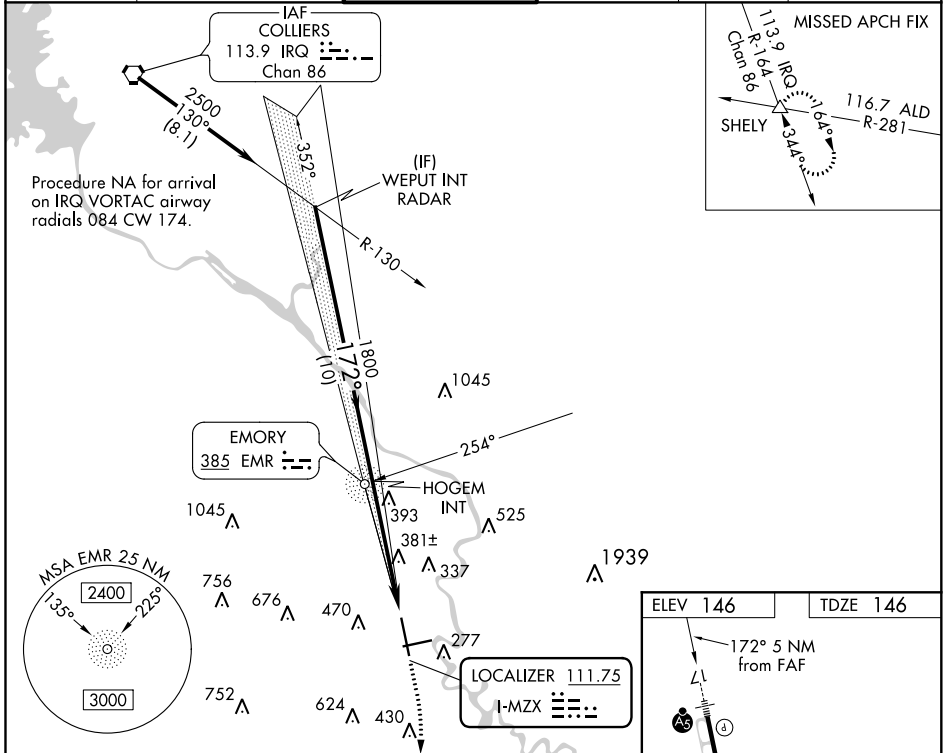 IAF
COLLIERS
113.9 IRQ
Chan 86
2500
130°
(8.1)
352°
(IF)
WEPUT INT
RADAR
Procedure NA for arrival
on IRQ VORTAC airway
radials 084 CW 174.
R-130
MISSED APCH FIX
113.9 IRQ
R-164
Chan 86
SHELY
164°
344°
116.7 ALD
R-281
1800
172°
(10)
1045
EMORY
385 EMR
254°
HOGEM
INT
1045
393
525
381±
337
1939
756
676
470
277
MSA EMR 25 NM
2400
135°
225°
3000
752
624
430
LOCALIZER 111.75
I-MZX
ELEV 146
TDZE 146
172° 5 NM
from FAF
17
A5
P